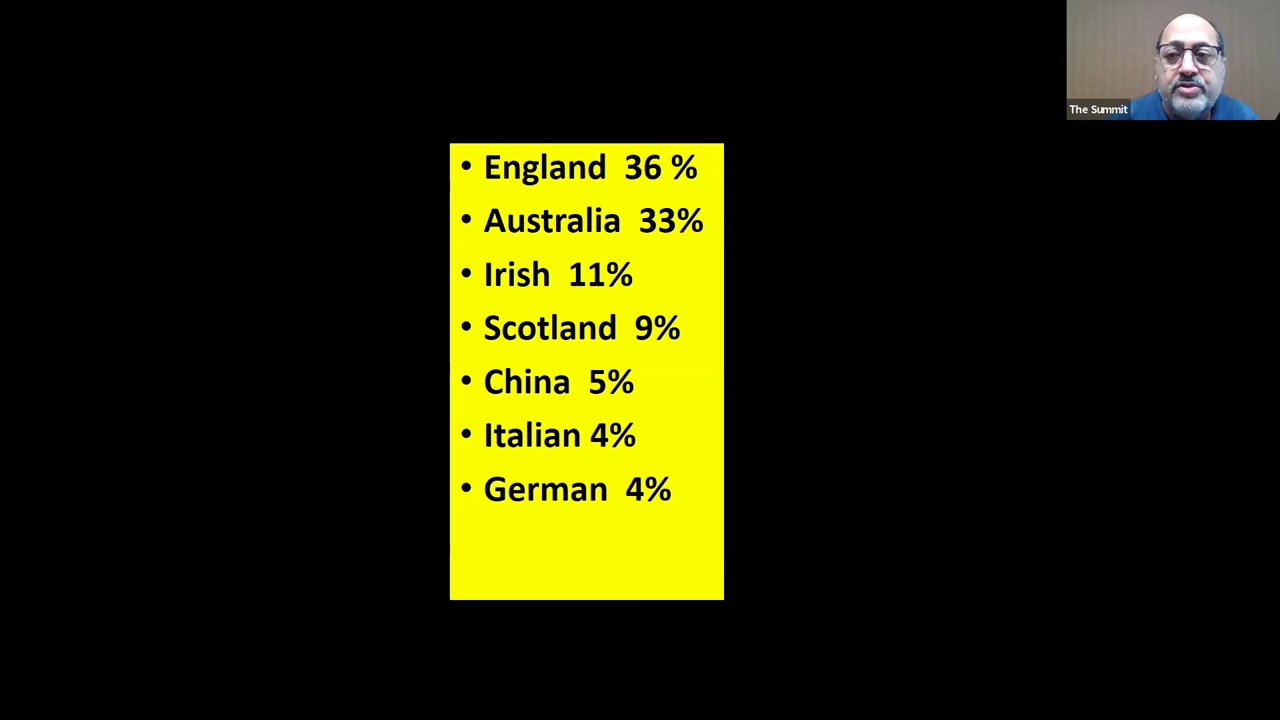 The Summit
• England 36 %
• Australia 33%
• Irish 11%
• Scotland 9%
• China 5%
• Italian 4%
• German 4%